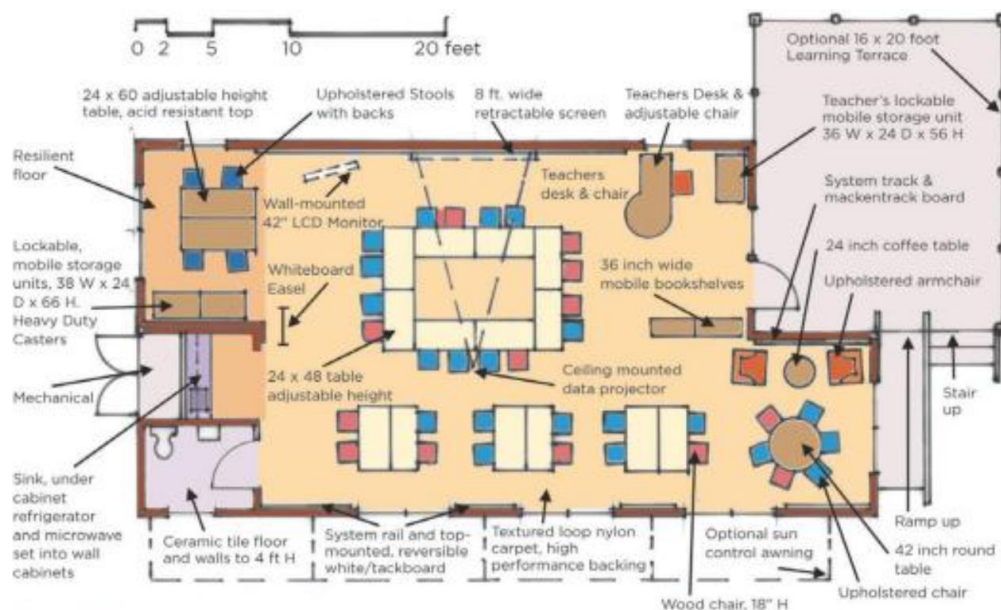 0 2 5 10 20 feet
24 x 60 adjustable height
table, acid resistant top
Upholstered Stools
with backs
8 ft. wide
retractable screen
Teachers Desk &
adjustable chair
Optional 16 x 20 foot
Learning Terrace
Teacher's lockable
mobile storage unit
36 W x 24 D x 56 H
Resilient
floor
Wall-mounted
42" LCD Monitor
Teachers
desk & chair
System track &
mackentrack board
24 inch coffee table
Upholstered armchair
Lockable,
mobile storage
units, 38 W x 24
D x 66 H.
Heavy Duty
Casters
Whiteboard
Easel
36 inch wide
mobile bookshelves
Mechanical
24 x 48 table
adjustable height
Ceiling mounted
data projector
Stair
up
Sink, under
cabinet
refrigerator
and microwave
set into wall
cabinets
Ceramic tile floor
and walls to 4 ft H
System rail and top-
mounted, reversible
white/tackboard
Textured loop nylon
carpet, high
performance backing
Optional sun
control awning
Ramp up
42 inch round
table
Upholstered chair
Wood chair, 18" H